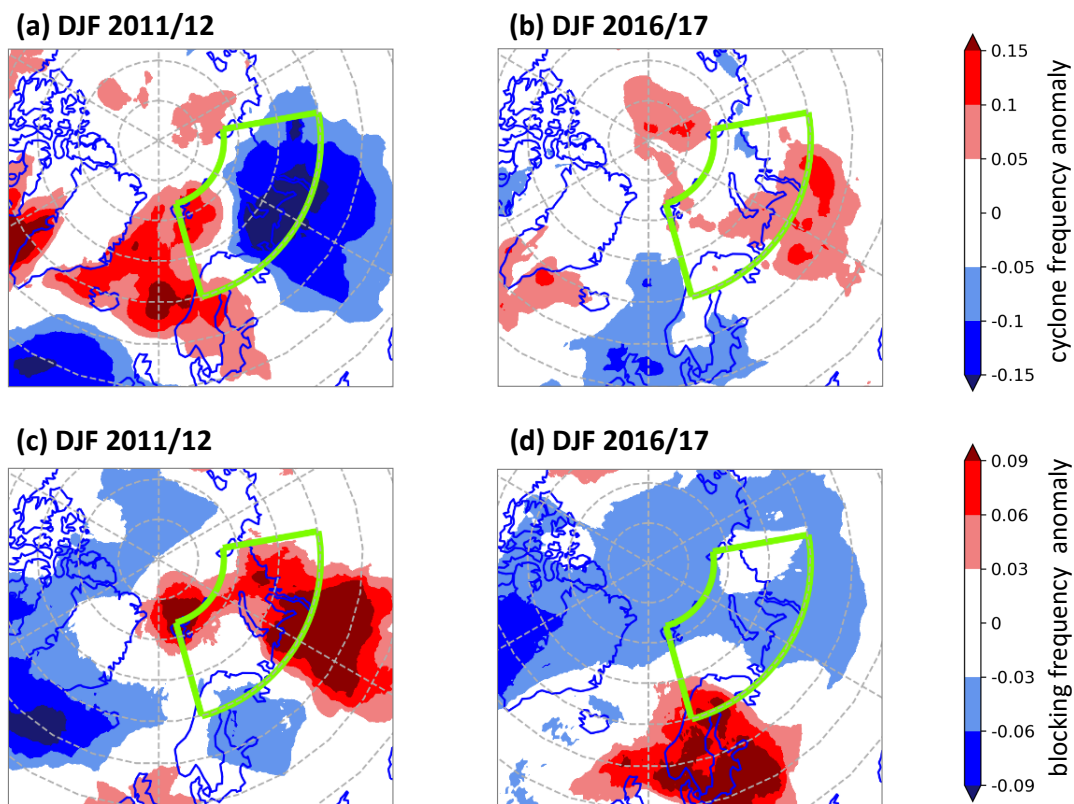 (a) DJF 2011/12
(b) DJF 2016/17
0.15
0.1
0.05
0
-0.05
-0.1
-0.15
cyclone frequency anomaly
(c) DJF 2011/12
(d) DJF 2016/17
0.09
0.06
0.03
0
-0.03
-0.06
-0.09
blocking frequency anomaly